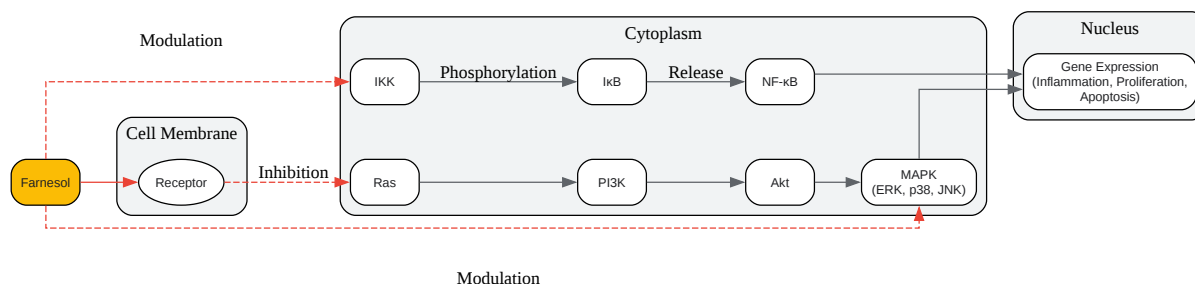 Nucleus
Cytoplasm
Modulation
Gene Expression
(Inflammation, Proliferation,
Apoptosis)
IKK
Phosphorylation
IκB
Release
NF-κB
Cell Membrane
Farnesol
Receptor
Inhibition
Ras
PI3K
Akt
MAPK
(ERK, p38, JNK)
Modulation